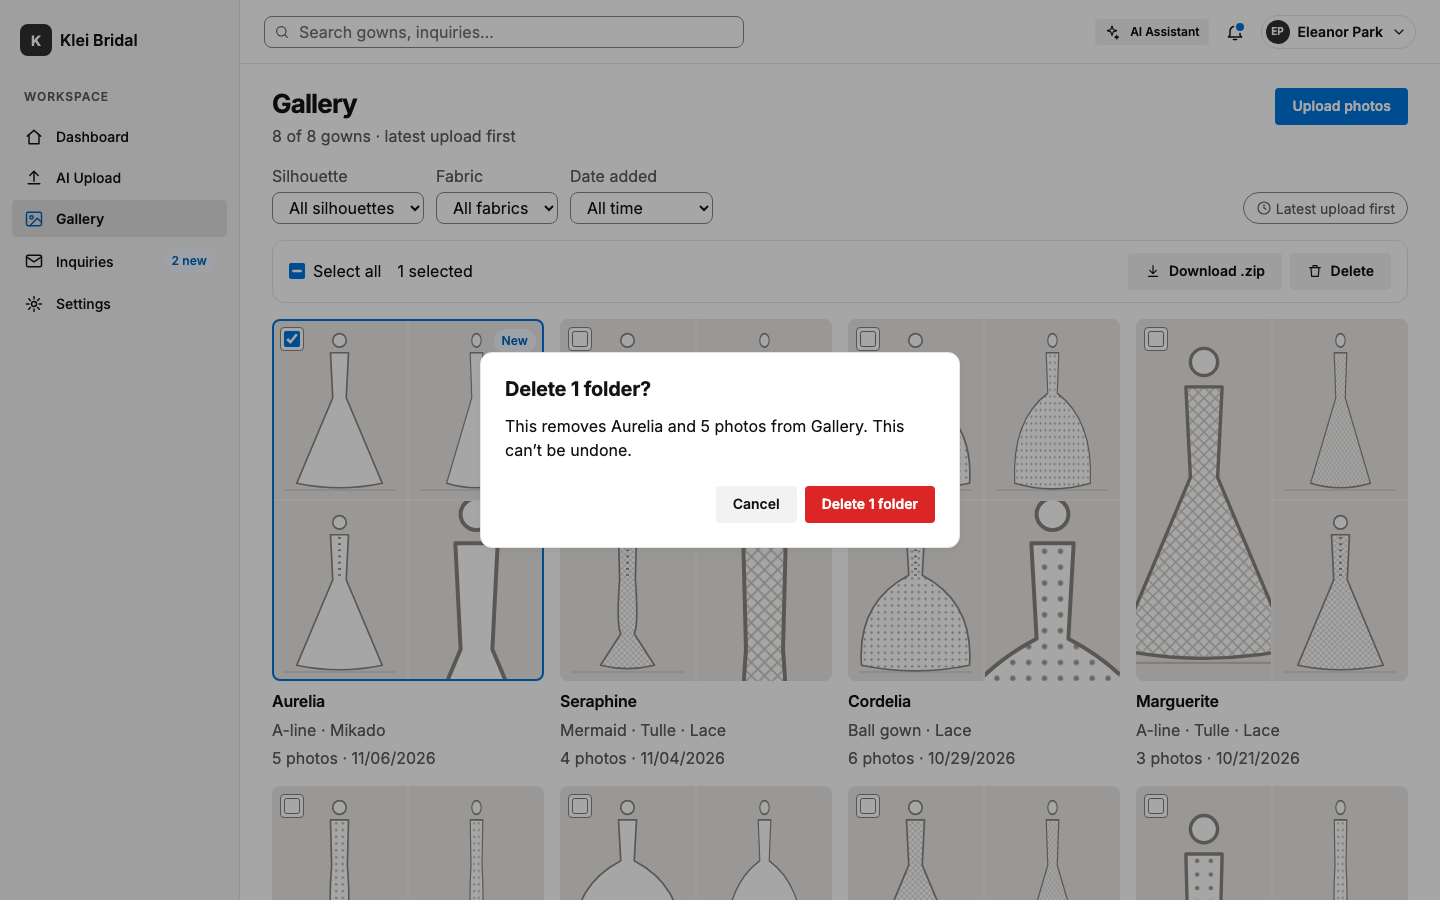 K
Klei Bridal
Search gowns, inquiries...
AI Assistant
EP
Eleanor Park
WORKSPACE
Dashboard
AI Upload
Gallery
Inquiries
2 new
Settings
Gallery
8 of 8 gowns · latest upload first
Upload photos
Silhouette
Fabric
Date added
All silhouettes
All fabrics
All time
Latest upload first
Select all
1 selected
Download .zip
Delete
New
Delete 1 folder?
This removes Aurelia and 5 photos from Gallery. This
can’t be undone.
Cancel
Delete 1 folder
Aurelia
A-line · Mikado
5 photos · 11/06/2026
Seraphine
Mermaid · Tulle · Lace
4 photos · 11/04/2026
Cordelia
Ball gown · Lace
6 photos · 10/29/2026
Marguerite
A-line · Tulle · Lace
3 photos · 10/21/2026